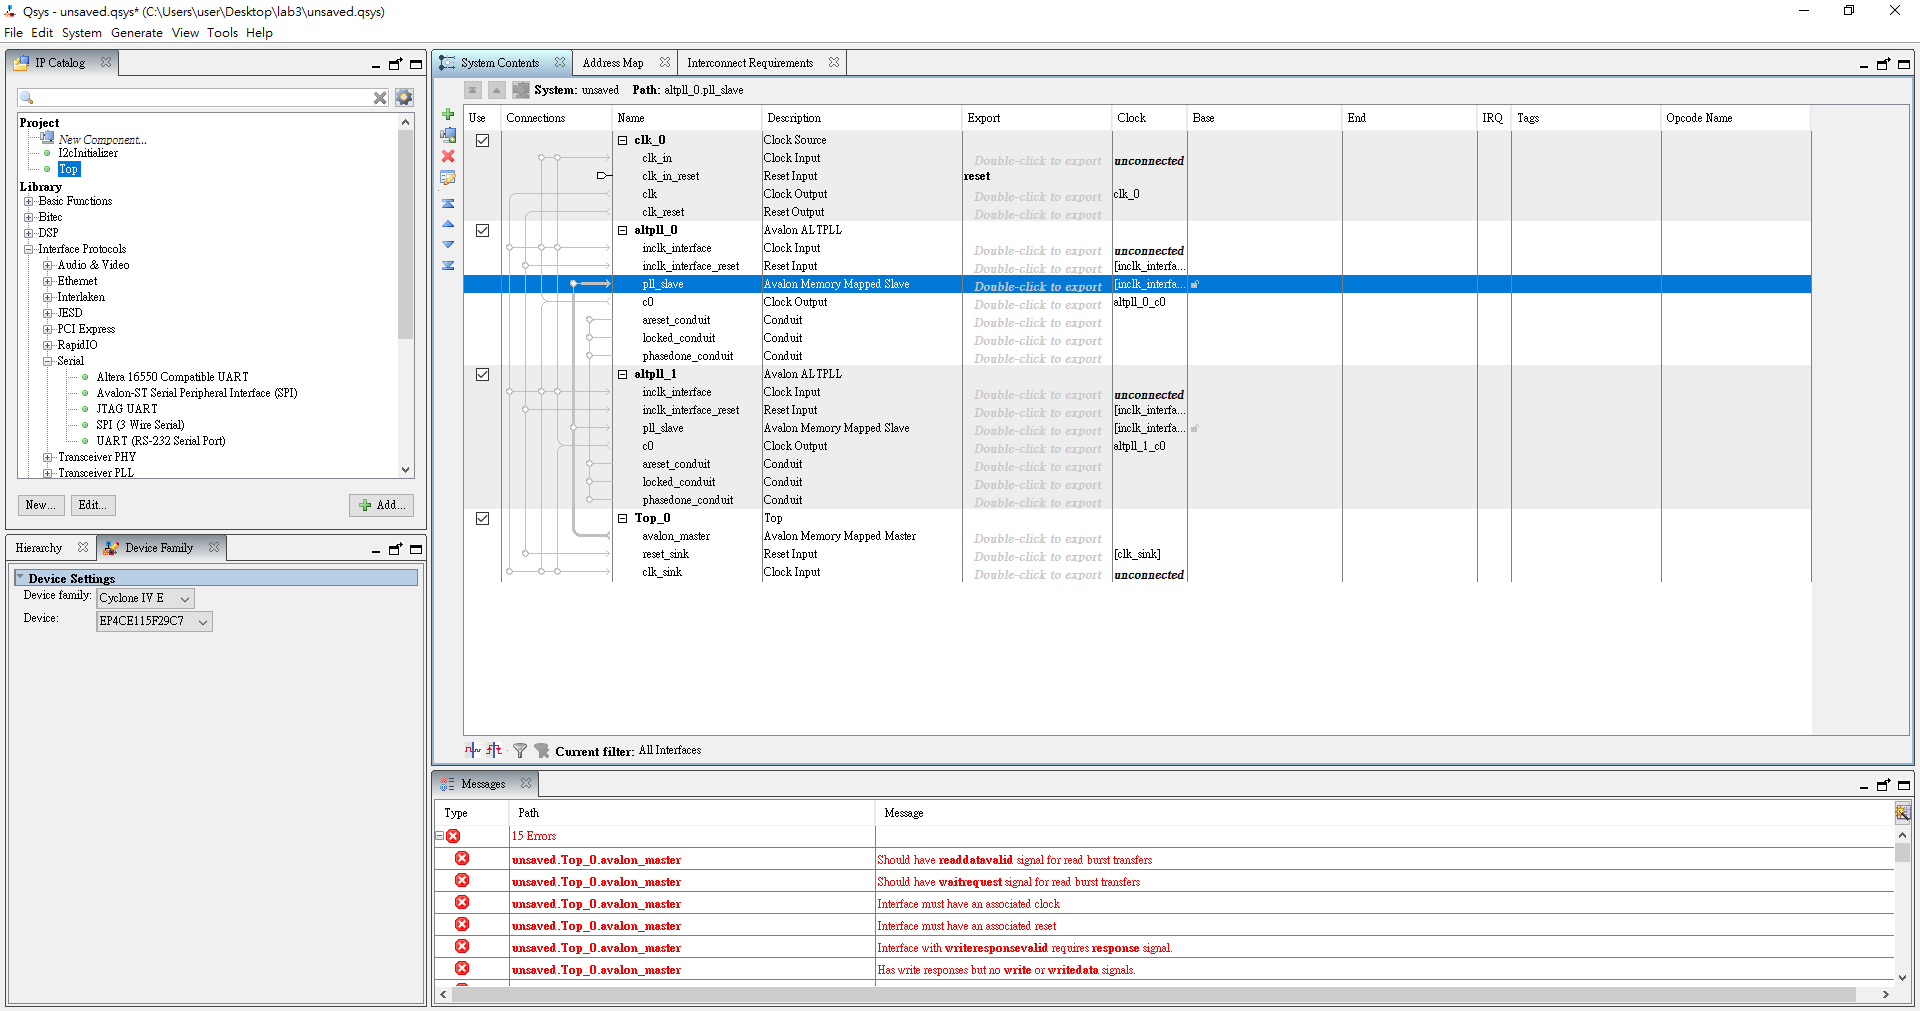 Qsys - unsaved.qsys* (C:\Users\user\Desktop\lab3\unsaved.qsys)
File Edit System Generate View Tools Help
IP Catalog
Project
New Component...
I2cInitializer
Top
Library
Basic Functions
Bitec
DSP
Interface Protocols
Audio & Video
Ethernet
Interlaken
JESD
PCI Express
RapidIO
Serial
Altera 16550 Compatible UART
Avalon-ST Serial Peripheral Interface (SPI)
JTAG UART
SPI (3 Wire Serial)
UART (RS-232 Serial Port)
Transceiver PHY
Transceiver PLL
New... Edit... Add...
Hierarchy Device Family
Device Settings
Device family: Cyclone IV E
Device: EP4CE115F29C7
System Contents Address Map Interconnect Requirements
System: unsaved Path: altpll_0.pll_slave
Use Connections Name Description Export Clock Base End IRQ Tags Opcode Name
clk_0 Clock Source
clk_in Clock Input Double-click to export unconnected
clk_in_reset Reset Input reset
clk Clock Output Double-click to export clk_0
clk_reset Reset Output Double-click to export
altpll_0 Avalon ALTPLL
inclk_interface Clock Input Double-click to export unconnected
inclk_interface_reset Reset Input Double-click to export [inclk_interfa...
pll_slave Avalon Memory Mapped Slave Double-click to export [inclk_interfa...
c0 Clock Output Double-click to export altpll_0_c0
areset_conduit Conduit Double-click to export
locked_conduit Conduit Double-click to export
phasedone_conduit Conduit Double-click to export
altpll_1 Avalon ALTPLL
inclk_interface Clock Input Double-click to export unconnected
inclk_interface_reset Reset Input Double-click to export [inclk_interfa...
pll_slave Avalon Memory Mapped Slave Double-click to export [inclk_interfa...
c0 Clock Output Double-click to export altpll_1_c0
areset_conduit Conduit Double-click to export
locked_conduit Conduit Double-click to export
phasedone_conduit Conduit Double-click to export
Top_0 Top
avalon_master Avalon Memory Mapped Master Double-click to export
reset_sink Reset Input Double-click to export [clk_sink]
clk_sink Clock Input Double-click to export unconnected
Current filter: All Interfaces
Messages
Type Path Message
15 Errors
unsaved.Top_0.avalon_master Should have readdatavalid signal for read burst transfers
unsaved.Top_0.avalon_master Should have waitrequest signal for read burst transfers
unsaved.Top_0.avalon_master Interface must have an associated clock
unsaved.Top_0.avalon_master Interface must have an associated reset
unsaved.Top_0.avalon_master Interface with writeresponsevalid requires response signal.
unsaved.Top_0.avalon_master Has write responses but no write or writedata signals.